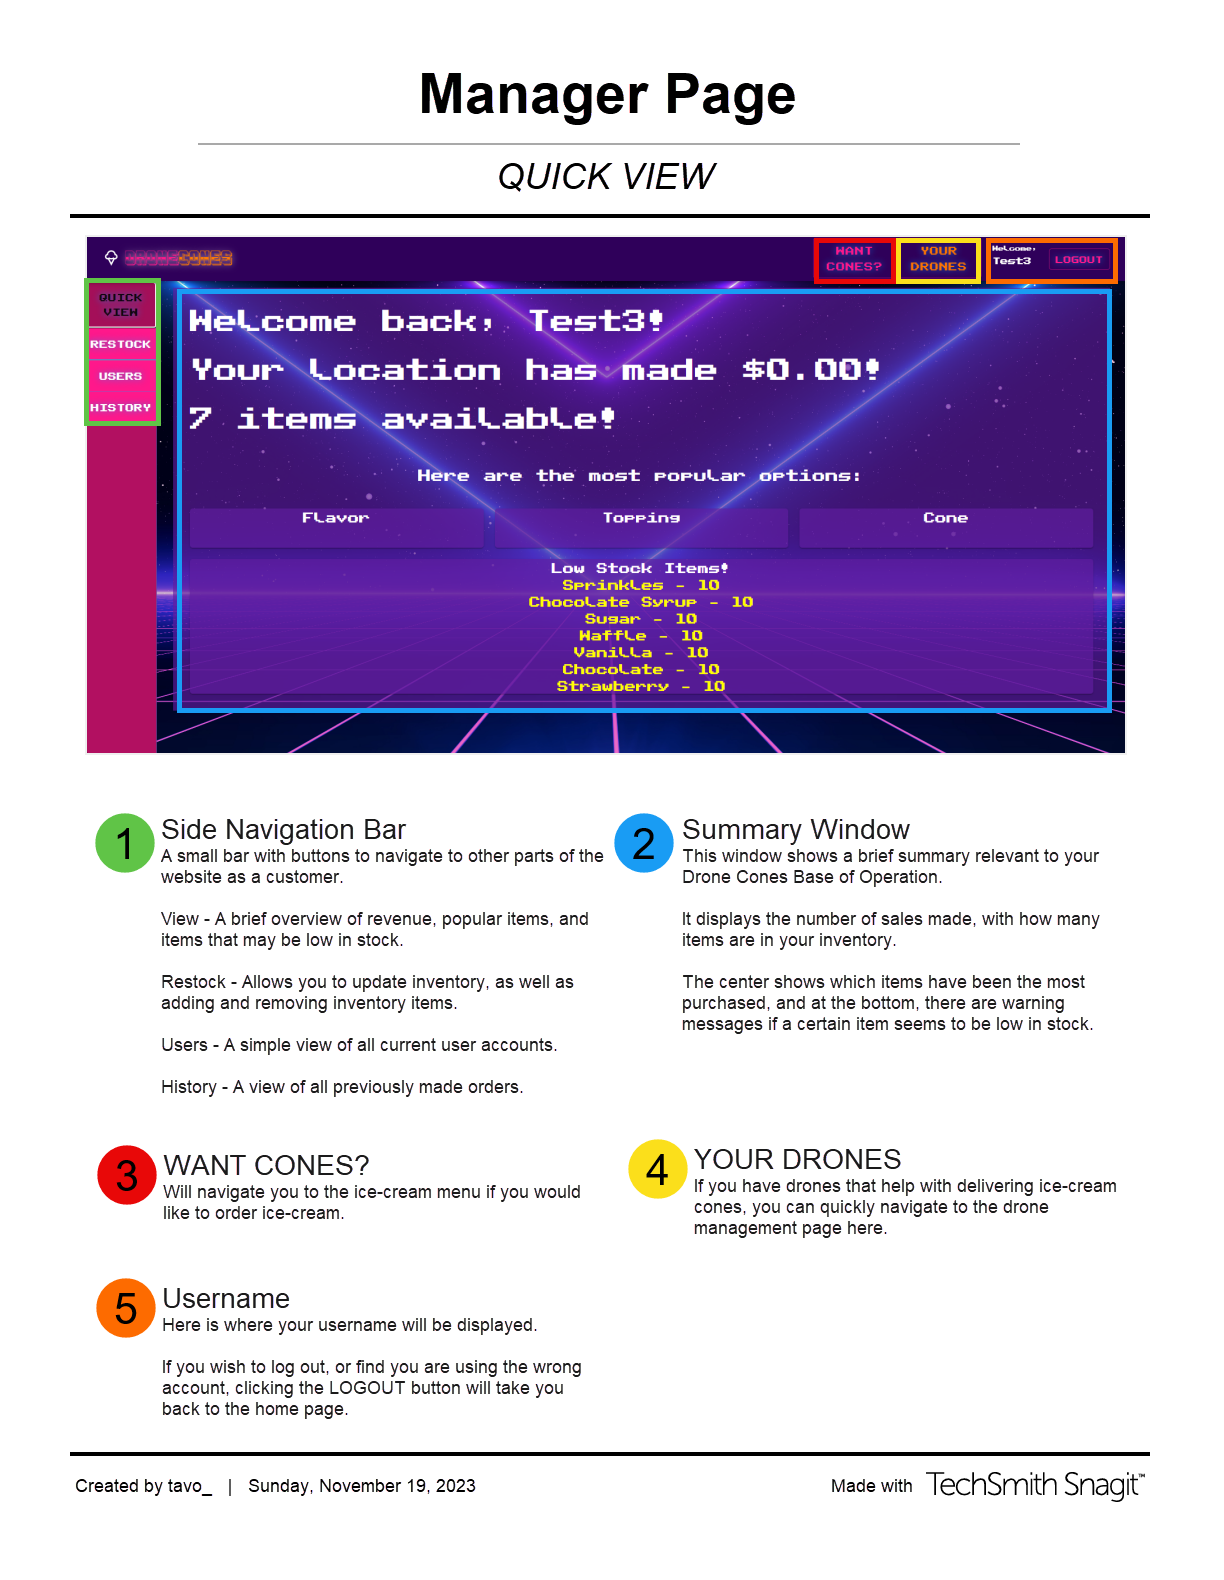 Manager Page
QUICK VIEW
DRONECONES
WANT
CONES?
YOUR
DRONES
Welcome,
Test3
LOGOUT
QUICK
VIEW
RESTOCK
USERS
HISTORY
Welcome back, Test3!
Your location has made $0.00!
7 items available!
Here are the most popular options:
Flavor
Topping
Cone
Low Stock Items!
Sprinkles - 10
Chocolate Syrup - 10
Sugar - 10
Waffle - 10
Vanilla - 10
Chocolate - 10
Strawberry - 10
1
Side Navigation Bar
A small bar with buttons to navigate to other parts of the
website as a customer.
View - A brief overview of revenue, popular items, and
items that may be low in stock.
Restock - Allows you to update inventory, as well as
adding and removing inventory items.
Users - A simple view of all current user accounts.
History - A view of all previously made orders.
2
Summary Window
This window shows a brief summary relevant to your
Drone Cones Base of Operation.
It displays the number of sales made, with how many
items are in your inventory.
The center shows which items have been the most
purchased, and at the bottom, there are warning
messages if a certain item seems to be low in stock.
3
WANT CONES?
Will navigate you to the ice-cream menu if you would
like to order ice-cream.
4
YOUR DRONES
If you have drones that help with delivering ice-cream
cones, you can quickly navigate to the drone
management page here.
5
Username
Here is where your username will be displayed.
If you wish to log out, or find you are using the wrong
account, clicking the LOGOUT button will take you
back to the home page.
Created by tavo_ | Sunday, November 19, 2023
Made with TechSmith Snagit™